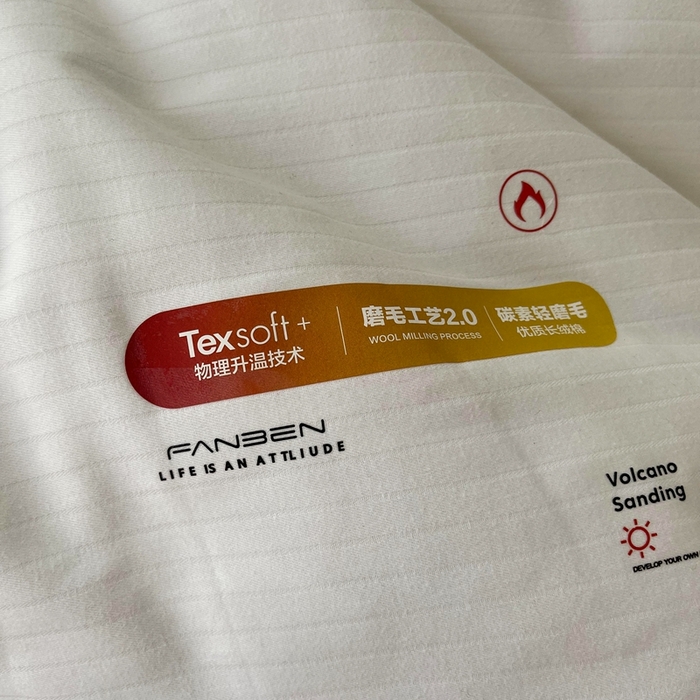 Texsoft+
物理升温技术
磨毛工艺2.0
WOOL MILLING PROCESS
碳素轻磨毛
优质长绒棉
FANBEN
LIFE IS AN ATTLIUDE
Volcano
Sanding
DEVELOP YOUR OWN